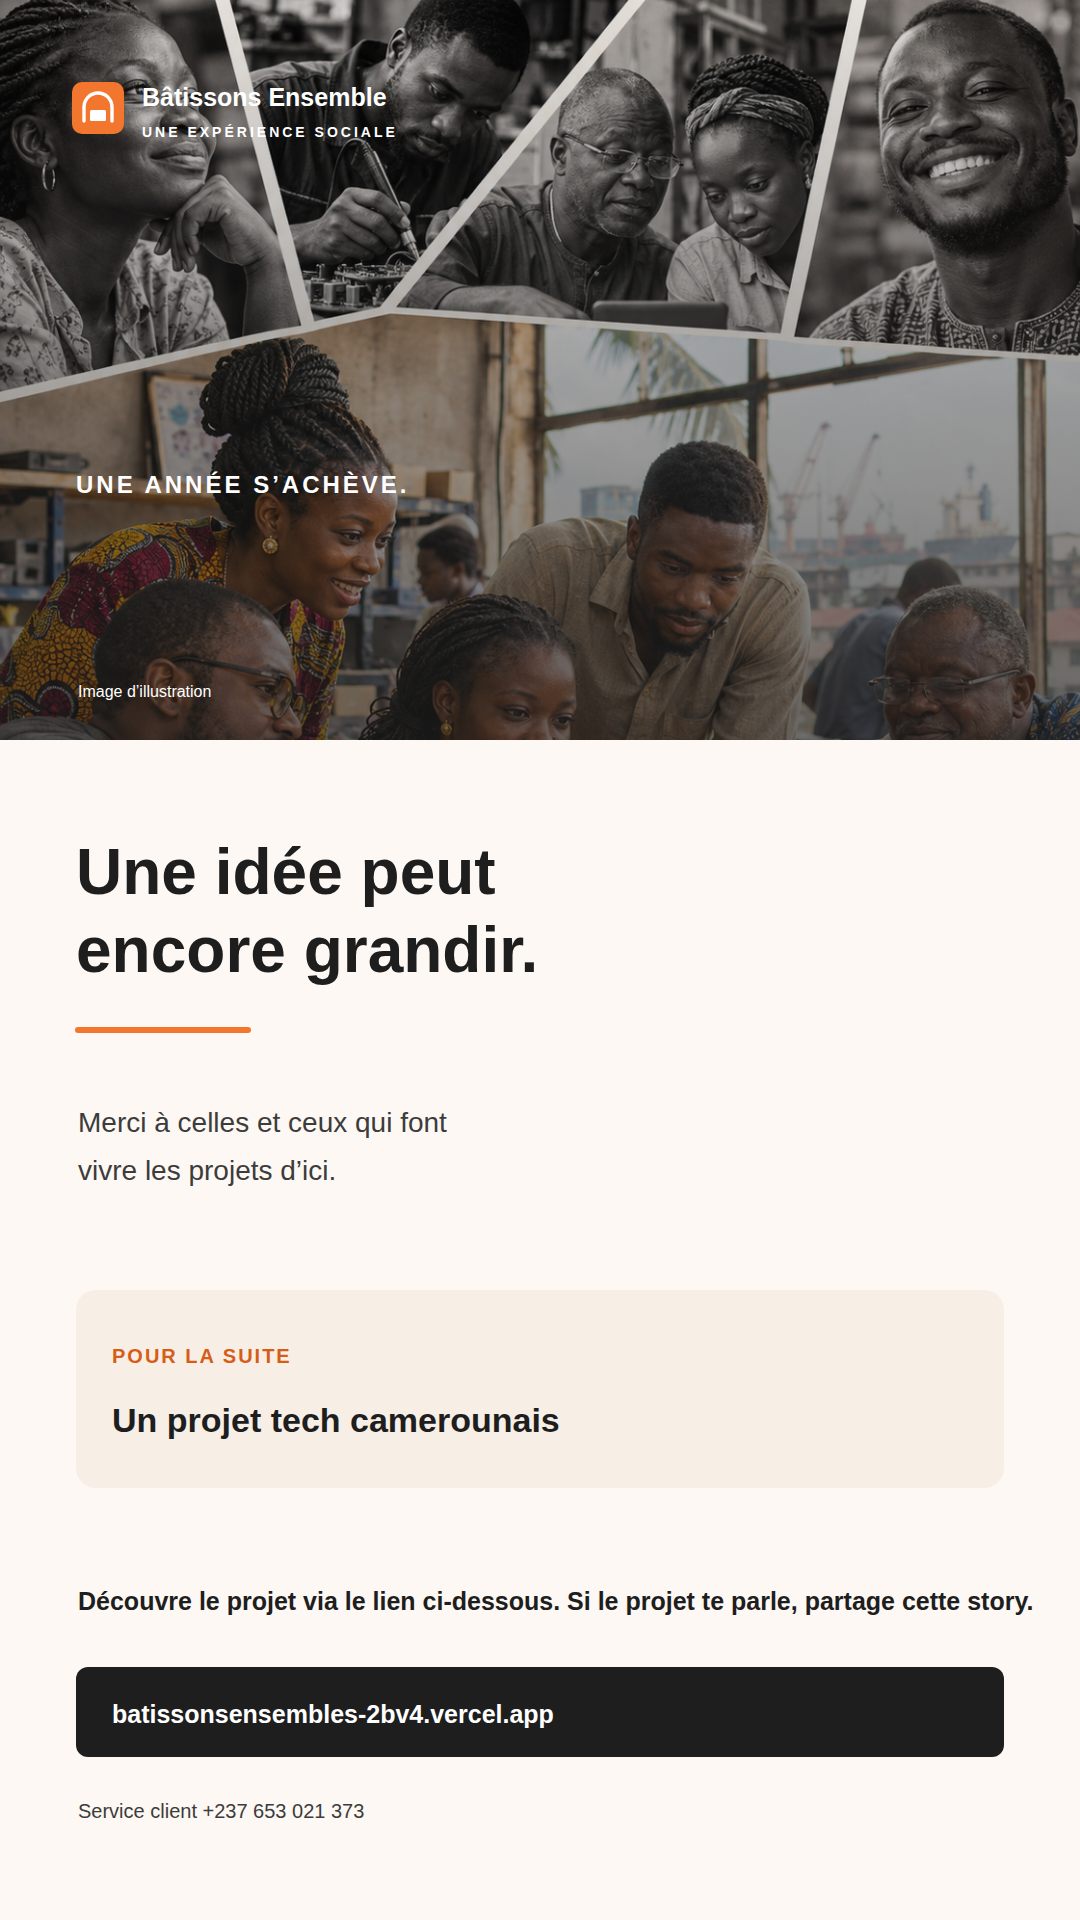 Bâtissons Ensemble
UNE EXPÉRIENCE SOCIALE
UNE ANNÉE S’ACHÈVE.
Image d’illustration
Une idée peut
encore grandir.
Merci à celles et ceux qui font
vivre les projets d’ici.
POUR LA SUITE
Un projet tech camerounais
Découvre le projet via le lien ci-dessous. Si le projet te parle, partage cette story.
batissonsensembles-2bv4.vercel.app
Service client +237 653 021 373